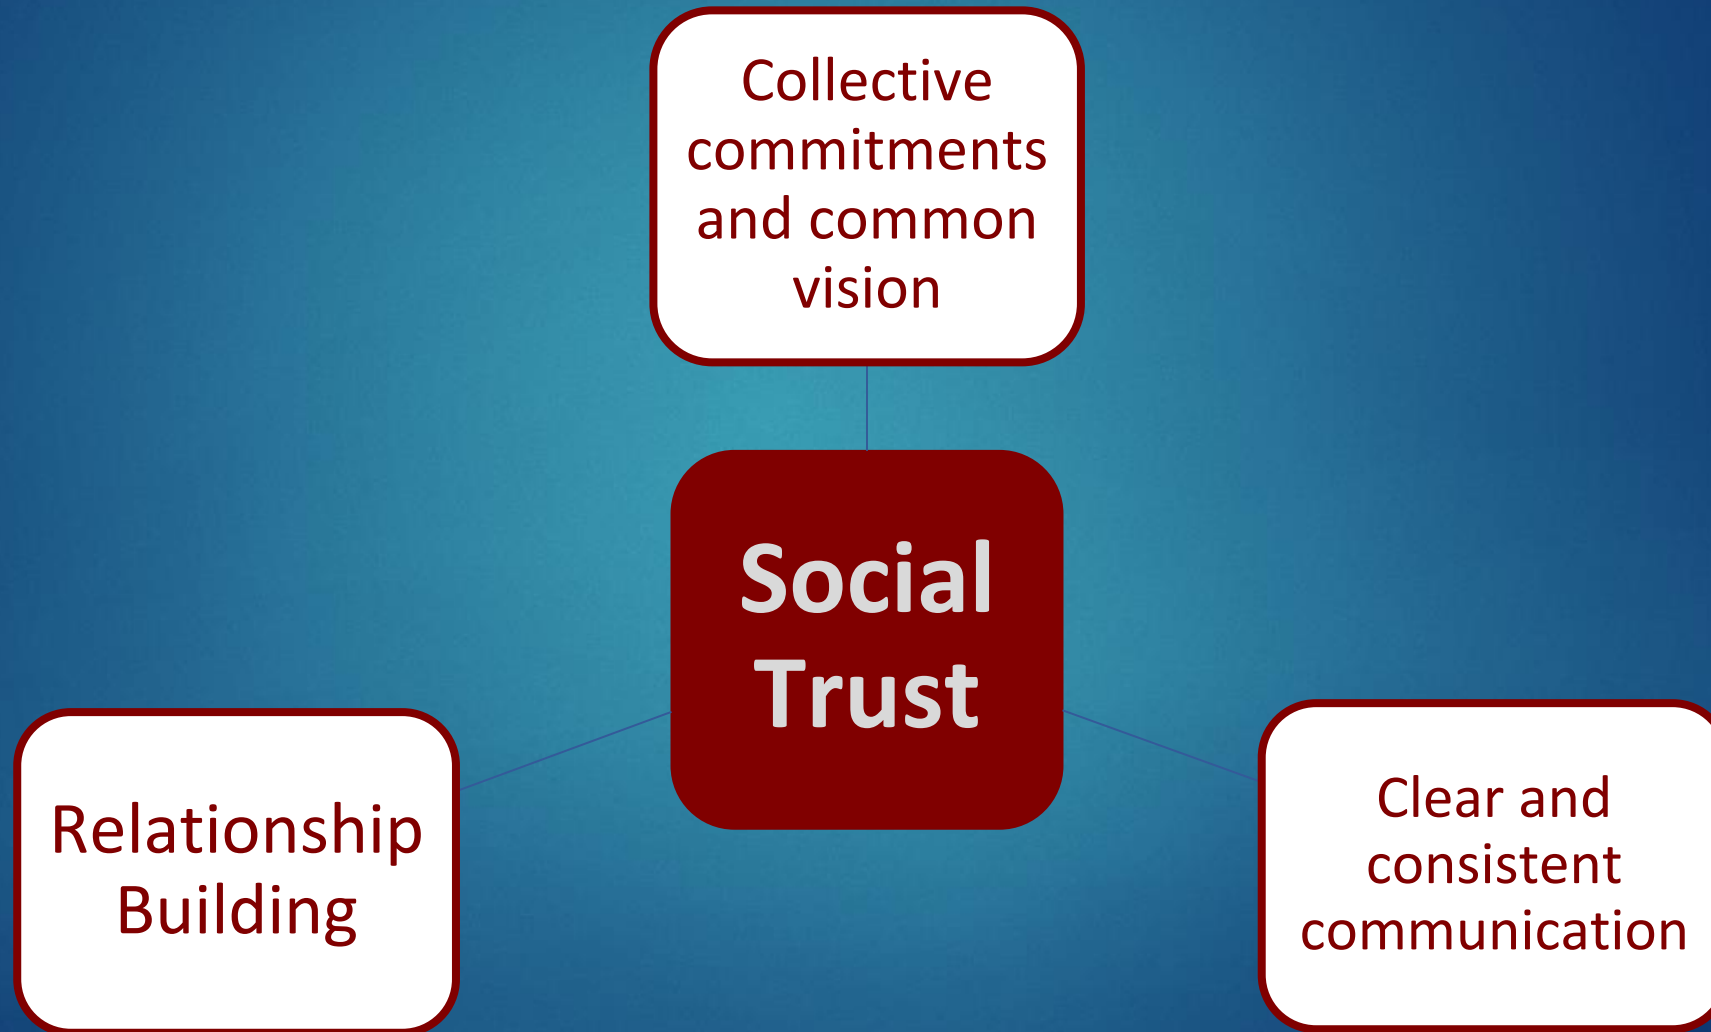 Collective
commitments
and common
vision
Social
Trust
Relationship
Building
Clear and
consistent
communication